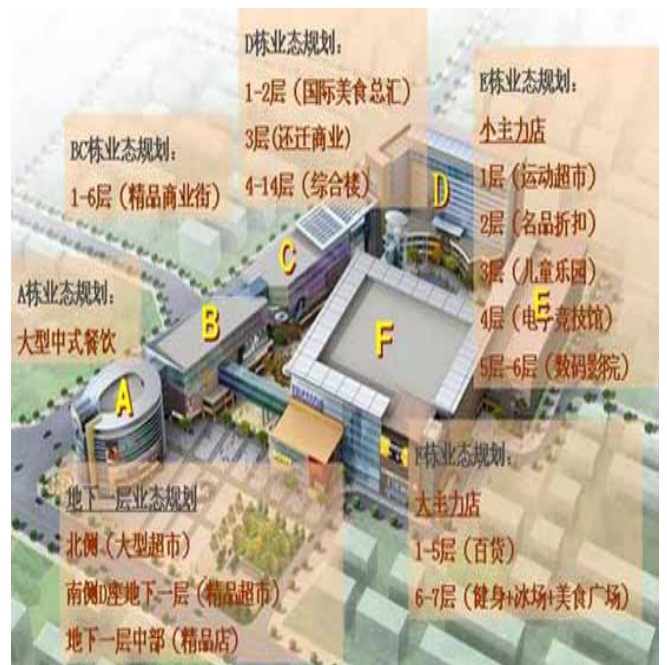 D栋业态规划:
1-2层(国际美食总汇)
3层(还迁商业)
4-14层(综合楼)
E栋业态规划:
小主力店
1层(运动超市)
2层(名品折扣)
3层(儿童乐园)
4层(电子竞技馆)
5层-6层(数码影院)
BC栋业态规划:
1-6层(精品商业街)
A栋业态规划:
大型中式餐饮
D
C
B
E
F
A
F栋业态规划:
大主力店
1-5层(百货)
6-7层(健身+冰场+美食广场)
地下一层业态规划
北侧(大型超市)
南侧D座地下一层(精品超市)
地下一层中部(精品店)